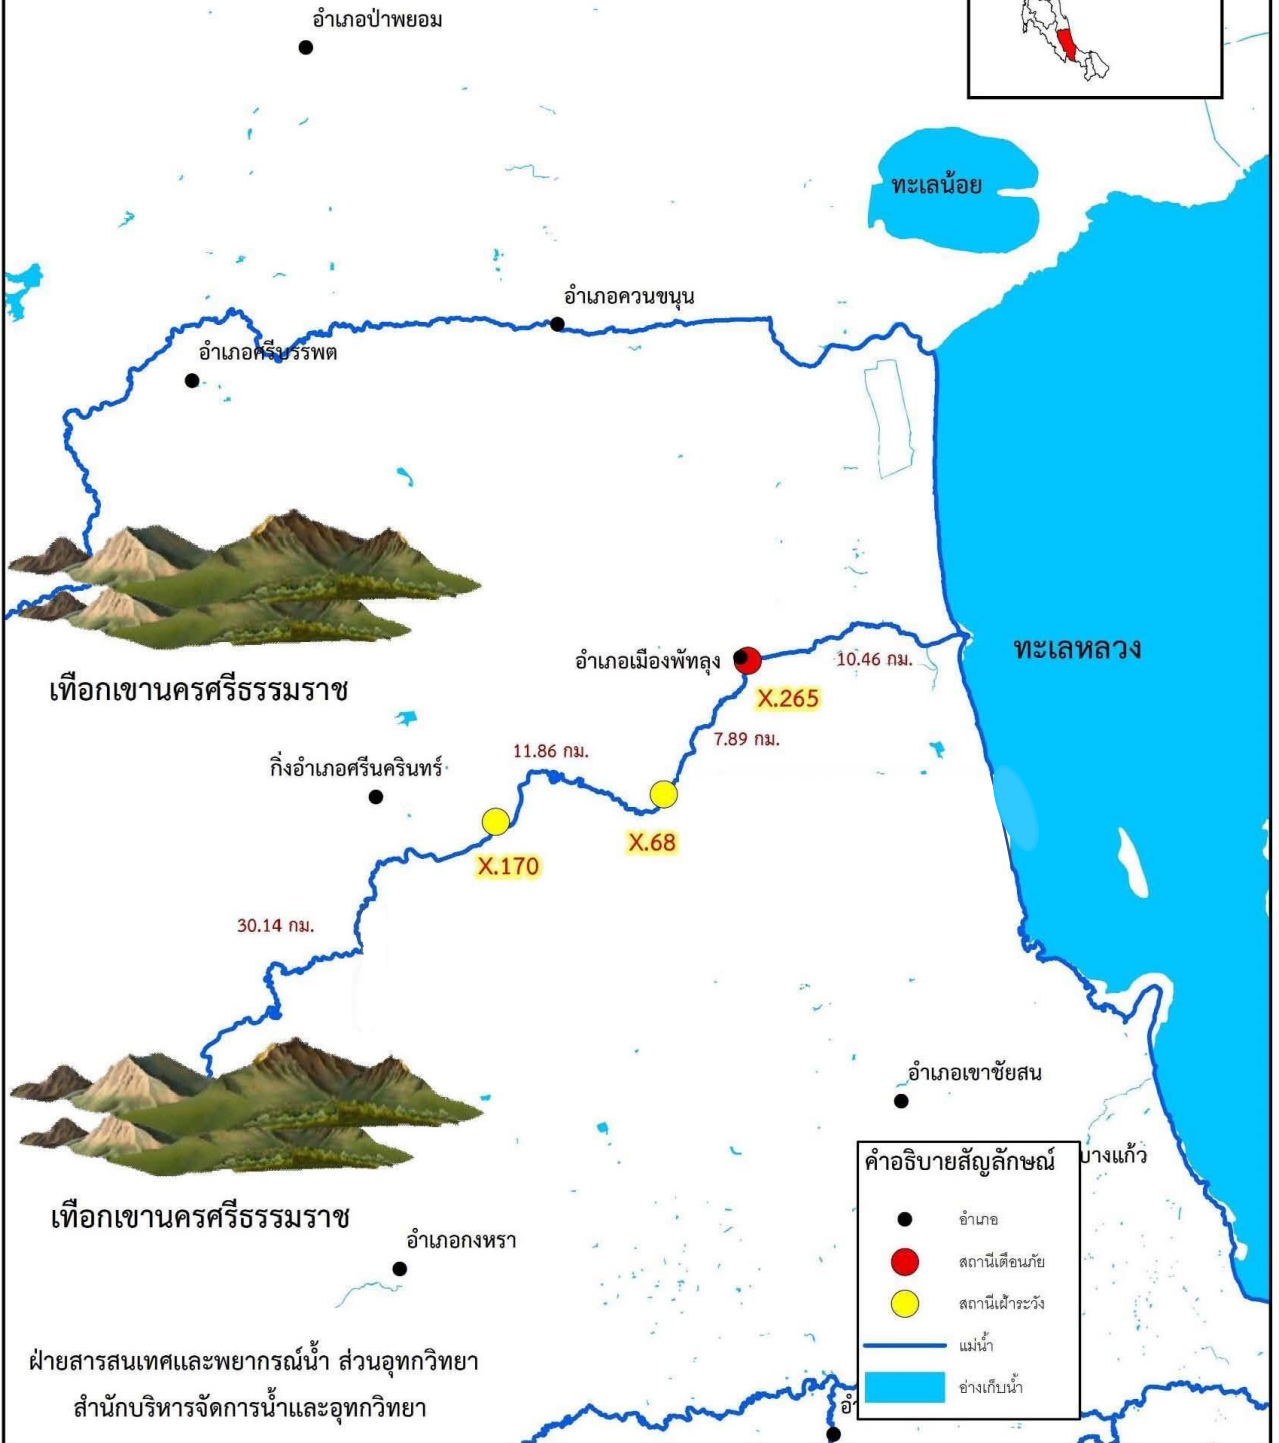 อำเภอป่าพยอม
ทะเลน้อย
อำเภอควนขนุน
อำเภอศรีบรรพต
อำเภอเมืองพัทลุง
10.46 กม.
ทะเลหลวง
เทือกเขานครศรีธรรมราช
X.265
7.89 กม.
11.86 กม.
กิ่งอำเภอศรีนครินทร์
X.68
X.170
30.14 กม.
อำเภอเขาชัยสน
บางแก้ว
คำอธิบายสัญลักษณ์
อำเภอ
สถานีเตือนภัย
สถานีเฝ้าระวัง
แม่น้ำ
อ่างเก็บน้ำ
เทือกเขานครศรีธรรมราช
อำเภอกงหรา
ฝ่ายสารสนเทศและพยากรณ์น้ำ ส่วนอุทกวิทยา
สำนักบริหารจัดการน้ำและอุทกวิทยา